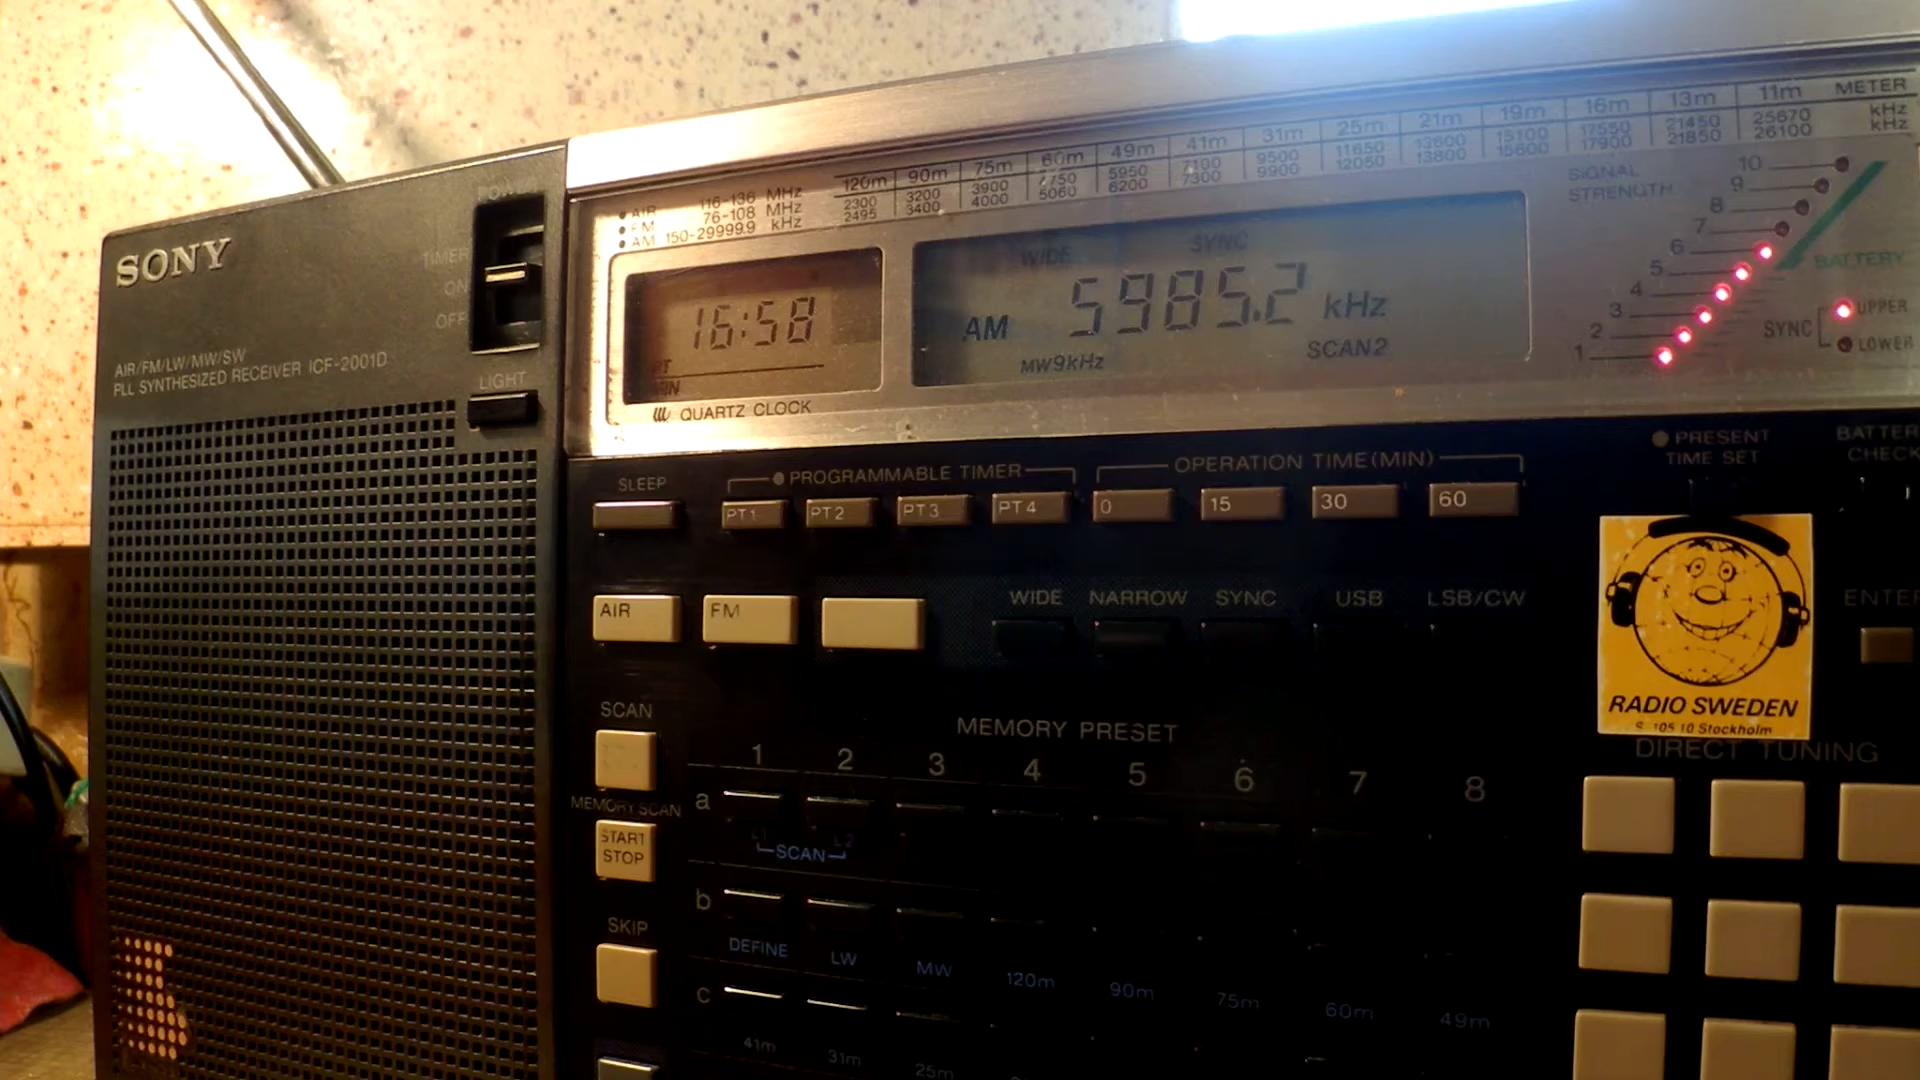 SONY
POWER
TIMER
ON
OFF
AIR/FM/LW/MW/SW
PLL SYNTHESIZED RECEIVER ICF-2001D
LIGHT
AIR 116-136 MHz
FM 76-108 MHz
AM 150-29999.9 kHz
120m 90m 75m 60m 49m 41m 31m 25m 21m 19m 16m 13m 11m METER
2300 3200 3900 4750 5950 7100 9500 11650 13600 15100 17550 21450 25670 kHz
2495 3400 4000 5060 6200 7300 9900 12050 13800 15600 17900 21850 26100 kHz
16:58
QUARTZ CLOCK
WIDE SYNC
AM 5985.2 kHz
MW9kHz SCAN2
SIGNAL
STRENGTH
10
9
8
7
6
5
4
3
2
1
BATTERY
SYNC
UPPER
LOWER
SLEEP
PROGRAMMABLE TIMER
OPERATION TIME(MIN)
PT1 PT2 PT3 PT4 0 15 30 60
PRESENT
TIME SET
CHECK
AIR FM
WIDE NARROW SYNC USB LSB/CW
RADIO SWEDEN
S-105 10 Stockholm
DIRECT TUNING
SCAN
MEMORY SCAN
START
STOP
SKIP
MEMORY PRESET
1 2 3 4 5 6 7 8
a
L1 L2
SCAN
b
DEFINE LW MW 120m 90m 75m 60m 49m
c
41m 31m 25m